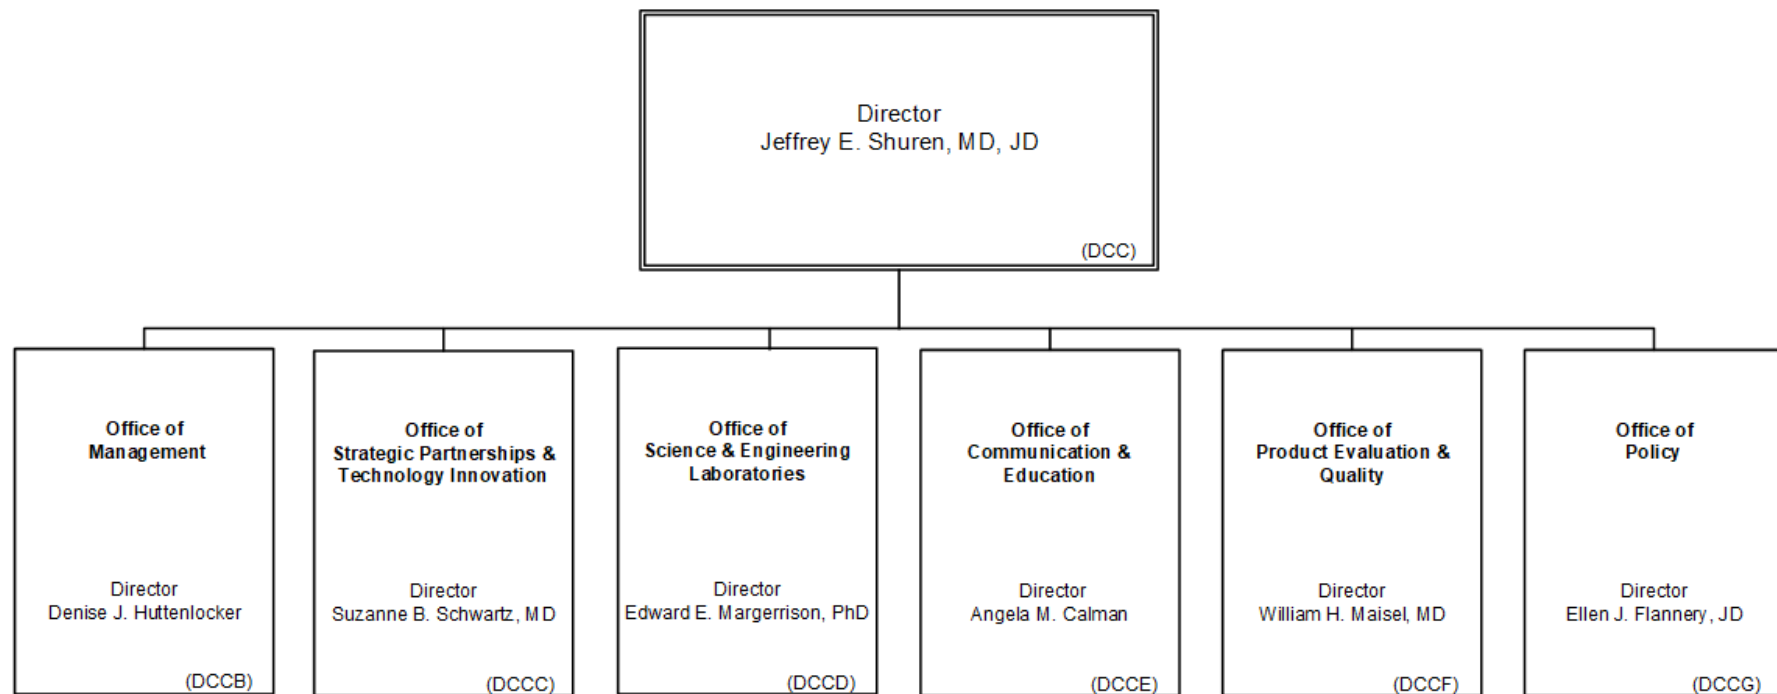 Director
Jeffrey E. Shuren, MD, JD
(DCC)
Office of
Management
Director
Denise J. Huttenlocker
(DCCB)
Office of
Strategic Partnerships &
Technology Innovation
Director
Suzanne B. Schwartz, MD
(DCCC)
Office of
Science & Engineering
Laboratories
Director
Edward E. Margerrison, PhD
(DCCD)
Office of
Communication &
Education
Director
Angela M. Calman
(DCCE)
Office of
Product Evaluation &
Quality
Director
William H. Maisel, MD
(DCCF)
Office of
Policy
Director
Ellen J. Flannery, JD
(DCCG)